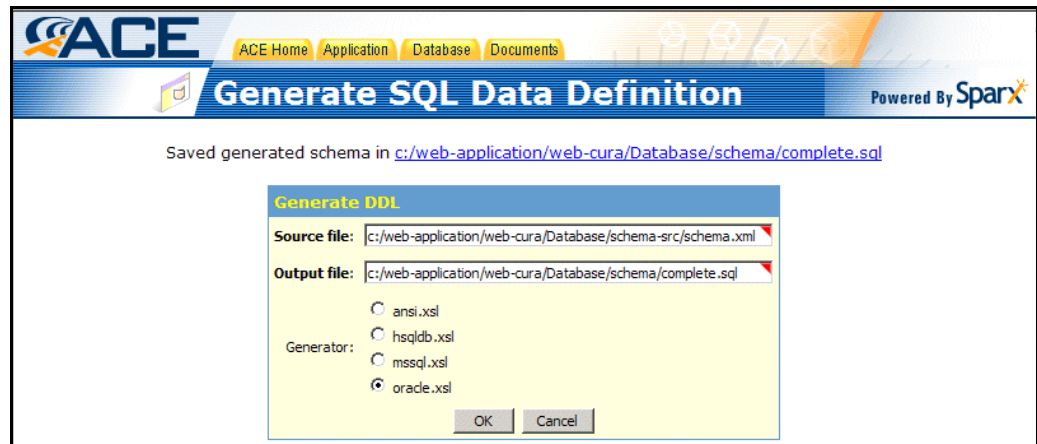 ACE
ACE Home Application Database Documents
Generate SQL Data Definition
Powered By Sparx
Saved generated schema in c:/web-application/web-cura/Database/schema/complete.sql
Generate DDL
Source file: c:/web-application/web-cura/Database/schema-src/schema.xml
Output file: c:/web-application/web-cura/Database/schema/complete.sql
Generator:
ansi.xsl
hsqldb.xsl
mssql.xsl
oracle.xsl
OK Cancel